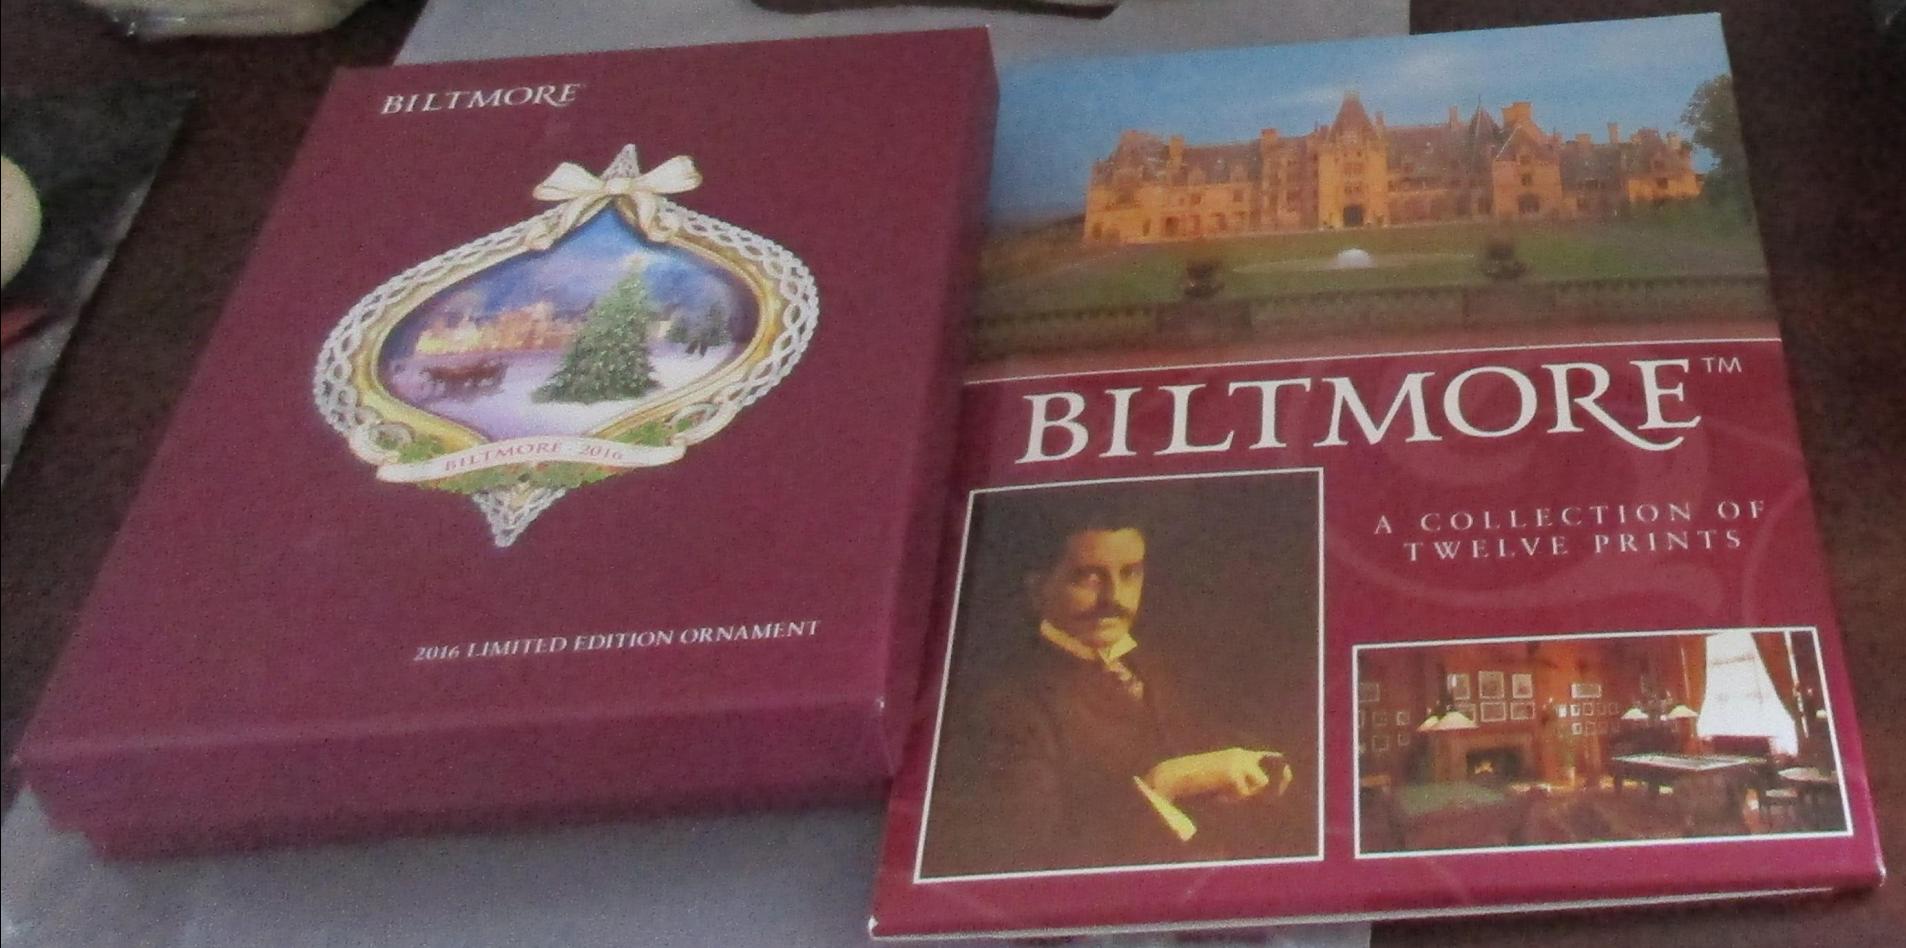 BILTMORE
BILTMORE 2016
2016 LIMITED EDITION ORNAMENT
BILTMORE™
A COLLECTION OF
TWELVE PRINTS